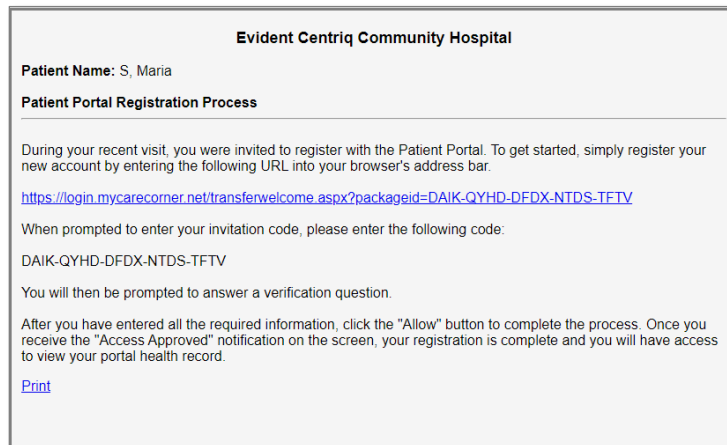 Evident Centriq Community Hospital
Patient Name: S, Maria
Patient Portal Registration Process
During your recent visit, you were invited to register with the Patient Portal. To get started, simply register your
new account by entering the following URL into your browser's address bar.
https://login.mycarecorner.net/transferwelcome.aspx?packageid=DAIK-QYHD-DFDX-NTDS-TFTV
When prompted to enter your invitation code, please enter the following code:
DAIK-QYHD-DFDX-NTDS-TFTV
You will then be prompted to answer a verification question.
After you have entered all the required information, click the "Allow" button to complete the process. Once you
receive the "Access Approved" notification on the screen, your registration is complete and you will have access
to view your portal health record.
Print